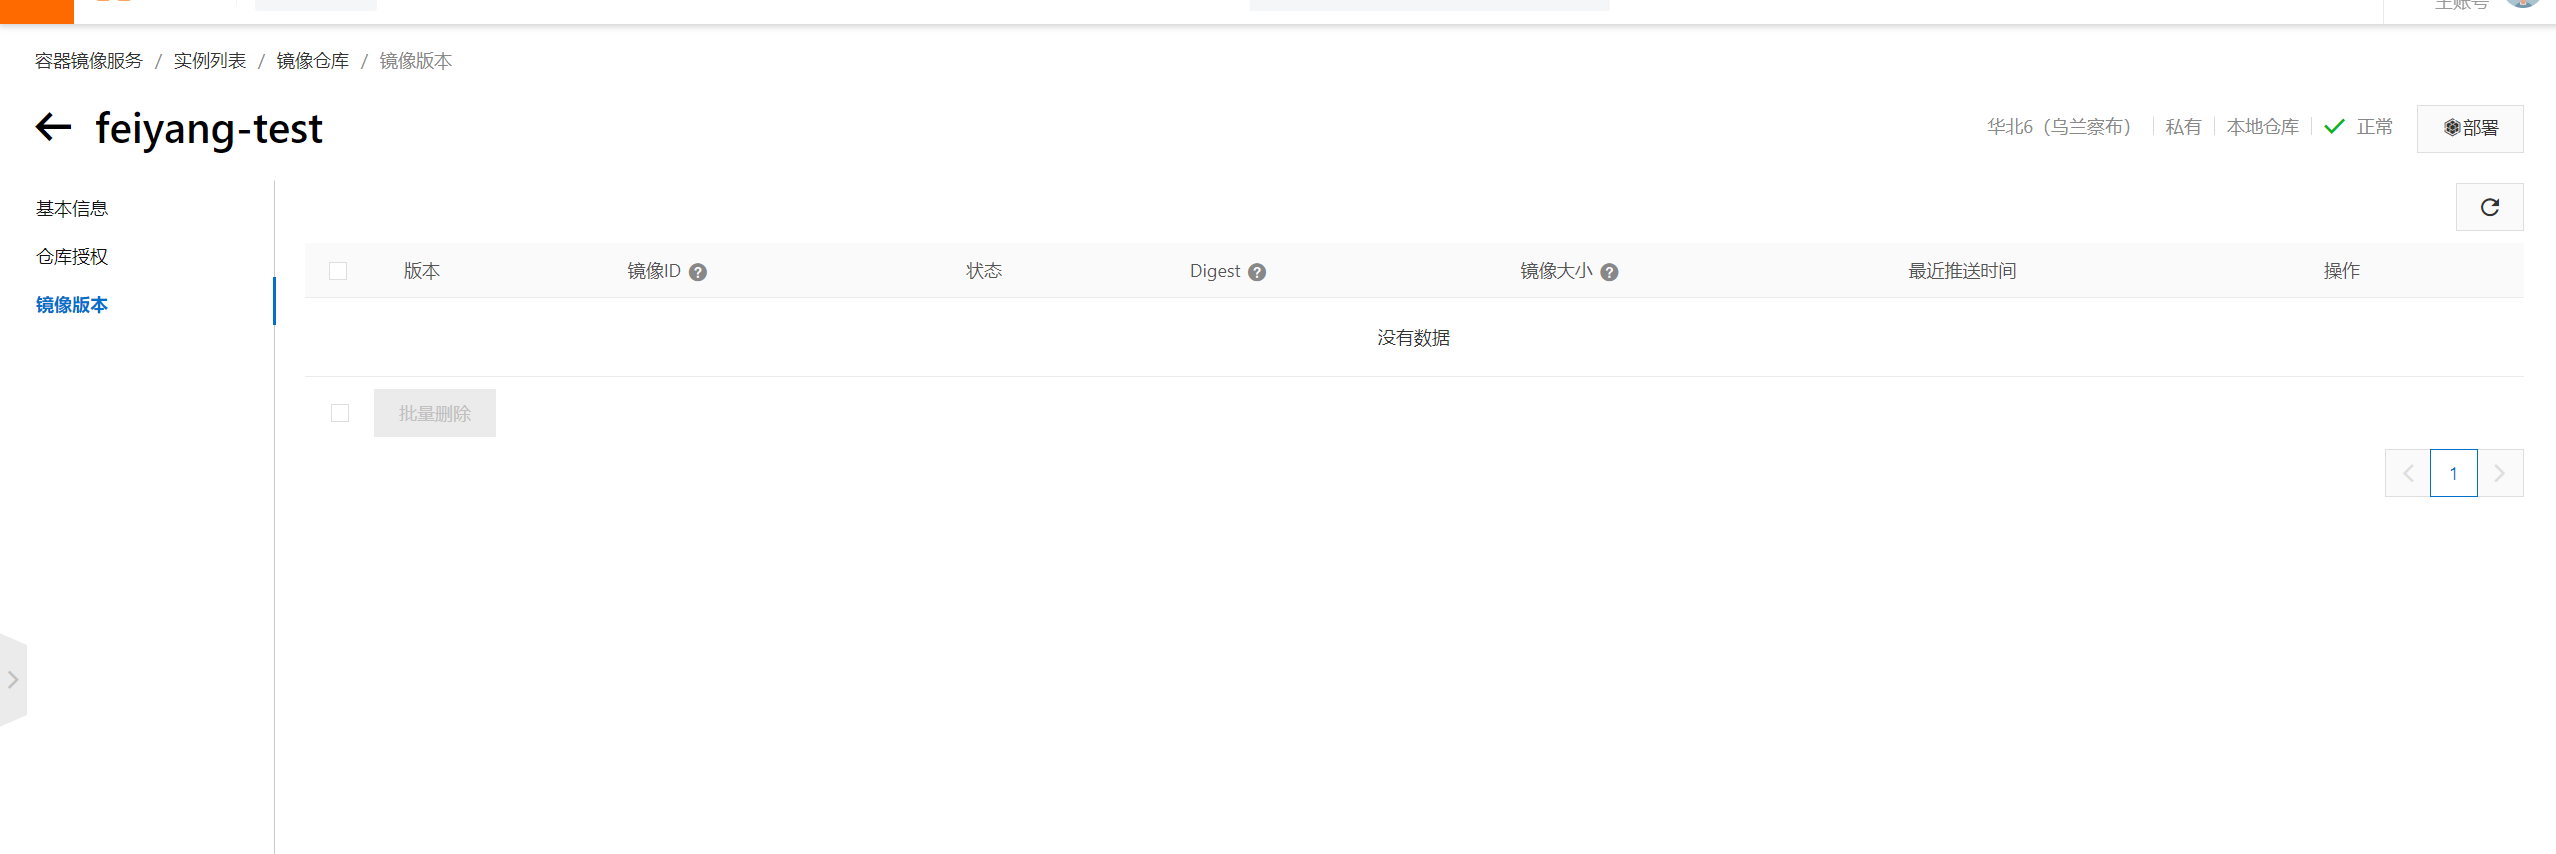 主账号
容器镜像服务 / 实例列表 / 镜像仓库 / 镜像版本
feiyang-test
华北6（乌兰察布） 私有 本地仓库 正常 部署
基本信息
仓库授权
镜像版本
版本 镜像ID 状态 Digest 镜像大小 最近推送时间 操作
没有数据
批量删除
1